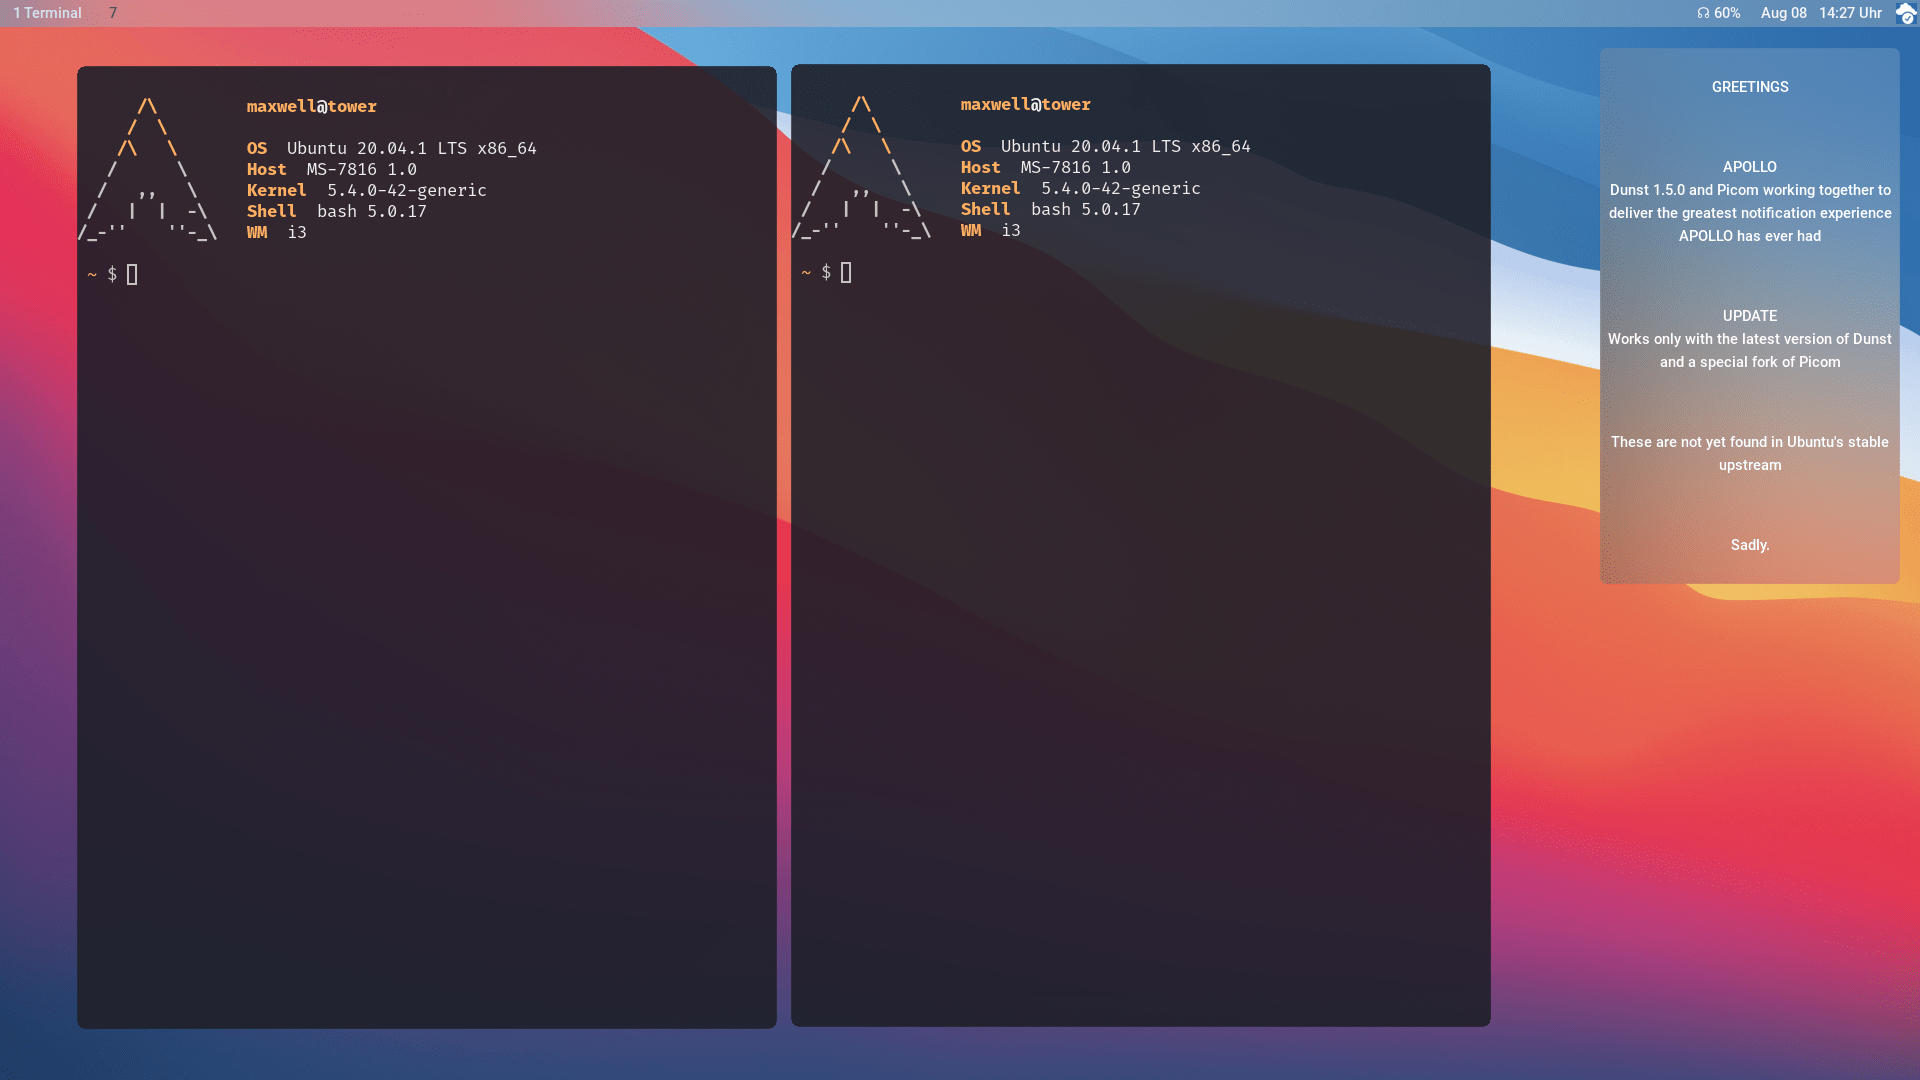 1 Terminal 7 60% Aug 08 14:27 Uhr
maxwell@tower
OS Ubuntu 20.04.1 LTS x86_64
Host MS-7816 1.0
Kernel 5.4.0-42-generic
Shell bash 5.0.17
WM i3
~ $
maxwell@tower
OS Ubuntu 20.04.1 LTS x86_64
Host MS-7816 1.0
Kernel 5.4.0-42-generic
Shell bash 5.0.17
WM i3
~ $
GREETINGS
APOLLO
Dunst 1.5.0 and Picom working together to
deliver the greatest notification experience
APOLLO has ever had
UPDATE
Works only with the latest version of Dunst
and a special fork of Picom
These are not yet found in Ubuntu's stable
upstream
Sadly.